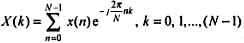 X(k) = \sum_{n=0}^{N-1} x(n) e^{-j\frac{2\pi}{N}nk}, k = 0, 1,...,(N-1)